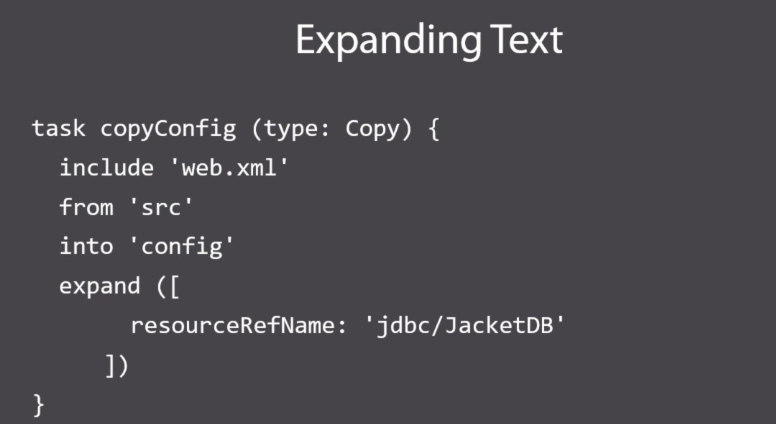 Expanding Text
task copyConfig (type: Copy) {
include 'web.xml'
from 'src'
into 'config'
expand ([
resourceRefName: 'jdbc/JacketDB'
])
}